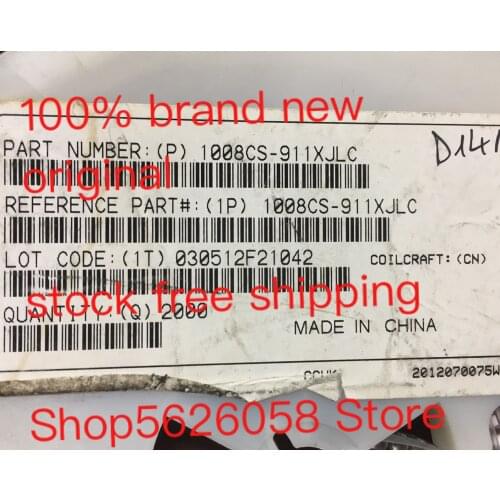 100% brand new
PART NUMBER:(P) 1008CS-911XJLC
original
REFERENCE PART#:(1P) 1008CS-911XJLC
LOT CODE:(1T) 030512F21042 COILCRAFT:(CN)
stock free shipping
QUANTITY:(Q) 2000
MADE IN CHINA
2012070075W
Shop5626058 Store